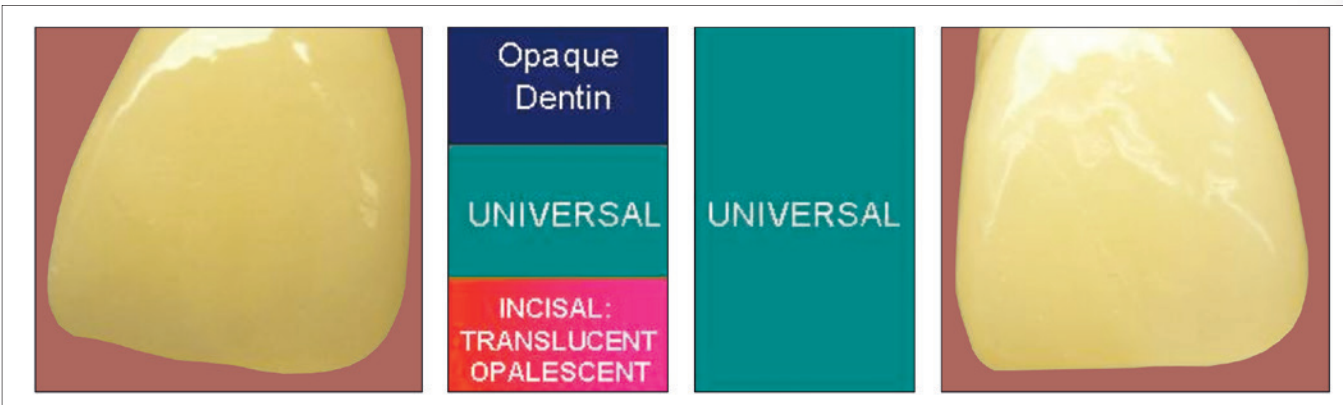 Opaque
Dentin
UNIVERSAL
INCISAL:
TRANSLUCENT
OPALESCENT
UNIVERSAL